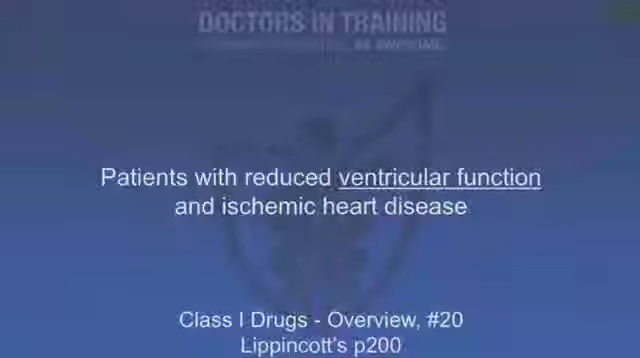 DOCTORS IN TRAINING
Patients with reduced ventricular function
and ischemic heart disease
Class I Drugs - Overview, #20
Lippincott's p200